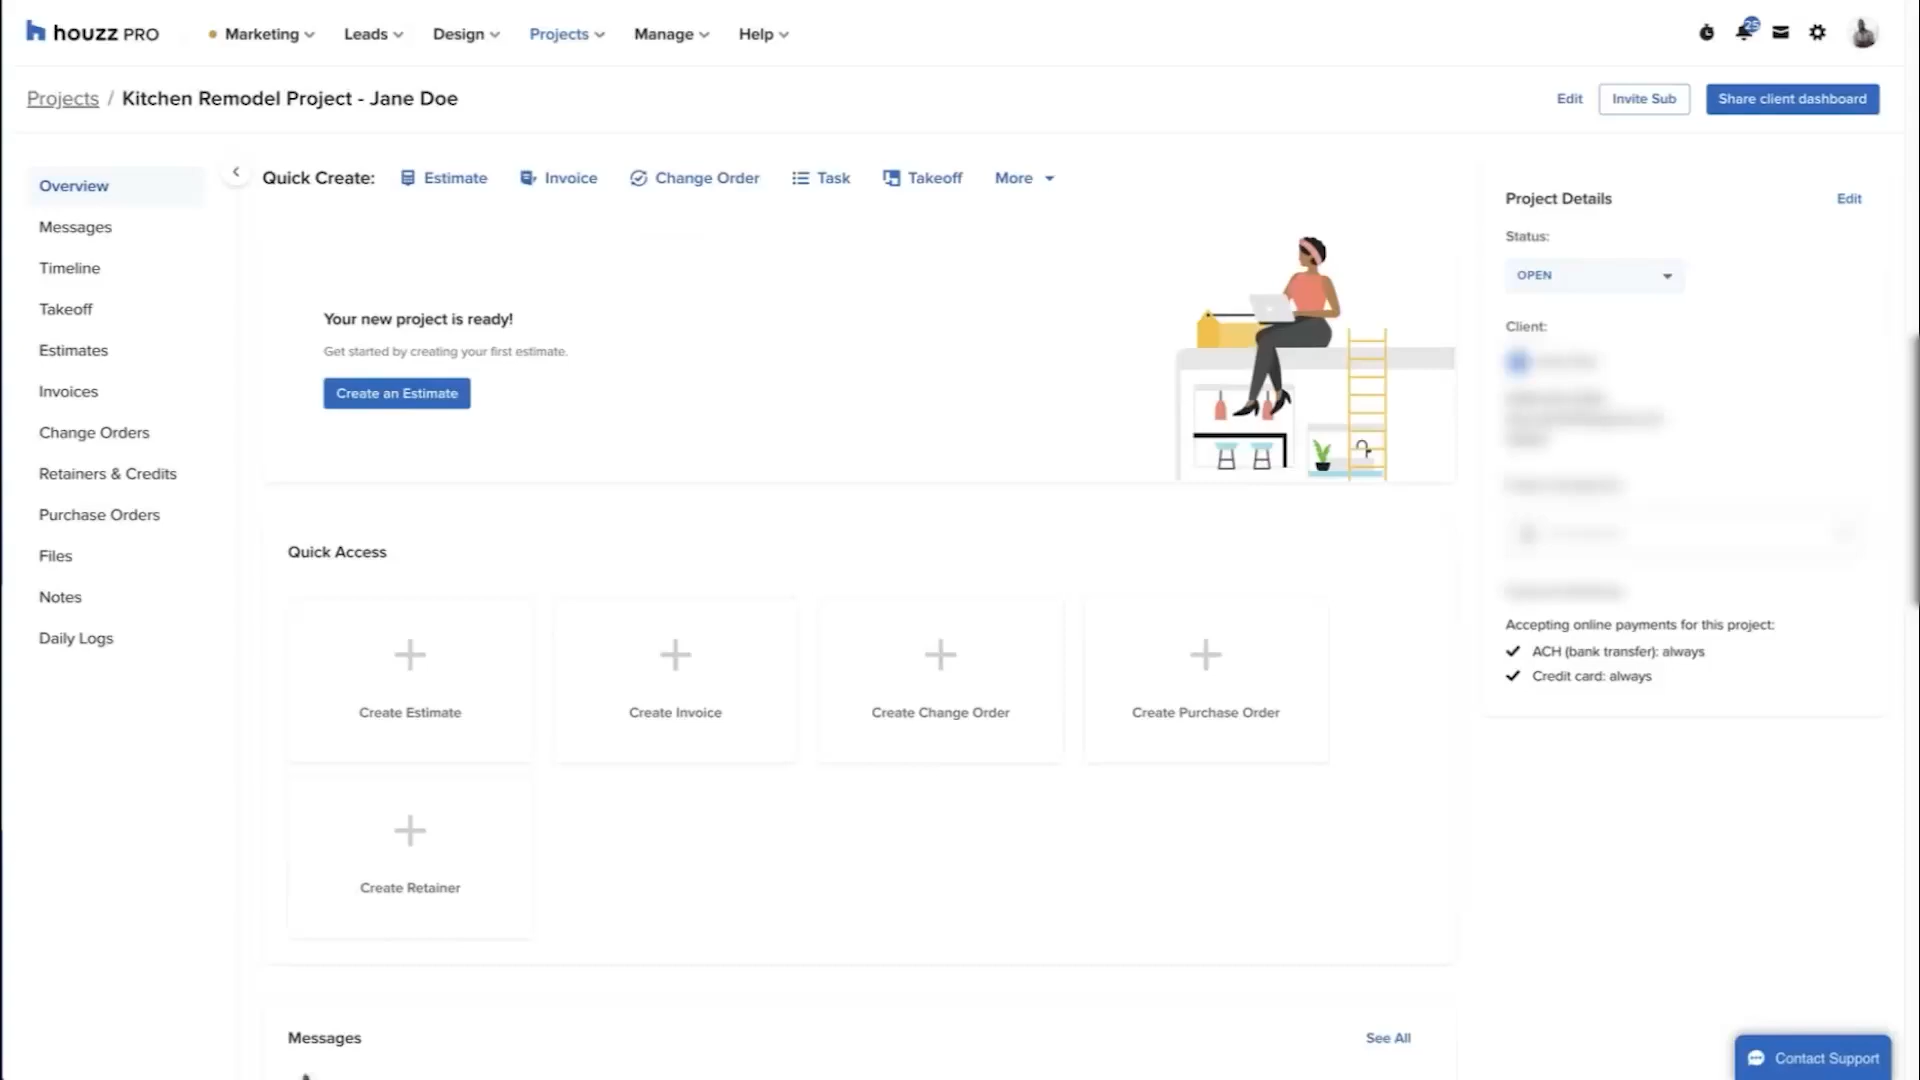 houzz PRO
Marketing
Leads
Design
Projects
Manage
Help
25
Projects / Kitchen Remodel Project - Jane Doe
Edit
Invite Sub
Share client dashboard
Overview
Messages
Timeline
Takeoff
Estimates
Invoices
Change Orders
Retainers & Credits
Purchase Orders
Files
Notes
Daily Logs
Quick Create:
Estimate
Invoice
Change Order
Task
Takeoff
More
Your new project is ready!
Get started by creating your first estimate.
Create an Estimate
Quick Access
Create Estimate
Create Invoice
Create Change Order
Create Purchase Order
Create Retainer
Messages
See All
Project Details
Edit
Status:
OPEN
Client:
Accepting online payments for this project:
ACH (bank transfer): always
Credit card: always
Contact Support